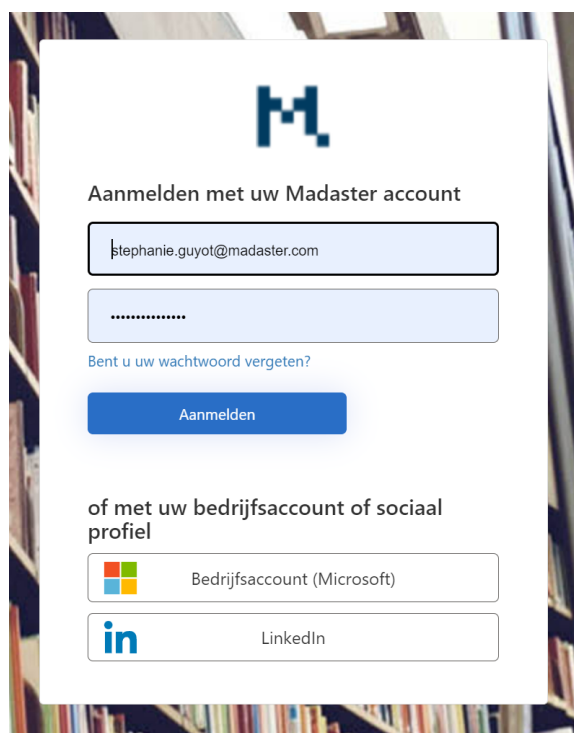 Aanmelden met uw Madaster account
stephanie.guyot@madaster.com
•••••••••••••••
Bent u uw wachtwoord vergeten?
Aanmelden
of met uw bedrijfsaccount of sociaal
profiel
Bedrijfsaccount (Microsoft)
in
LinkedIn